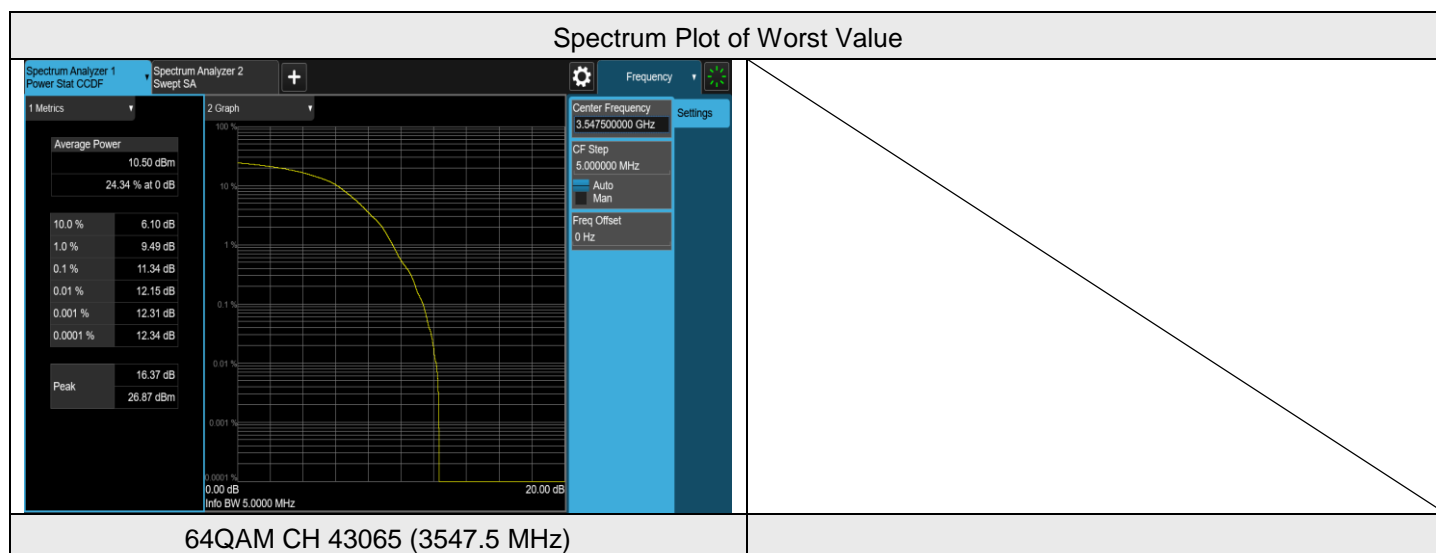 Spectrum Plot of Worst Value
Spectrum Analyzer 1
Power Stat CCDF
Spectrum Analyzer 2
Swept SA
+
Frequency
1 Metrics
2 Graph
Average Power
10.50 dBm
24.34 % at 0 dB
10.0 % 6.10 dB
1.0 % 9.49 dB
0.1 % 11.34 dB
0.01 % 12.15 dB
0.001 % 12.31 dB
0.0001 % 12.34 dB
Peak
16.37 dB
26.87 dBm
100 %
10 %
1 %
0.1 %
0.01 %
0.001 %
0.0001 %
0.00 dB 20.00 dB
Info BW 5.0000 MHz
Center Frequency
3.547500000 GHz
Settings
CF Step
5.000000 MHz
Auto
Man
Freq Offset
0 Hz
64QAM CH 43065 (3547.5 MHz)